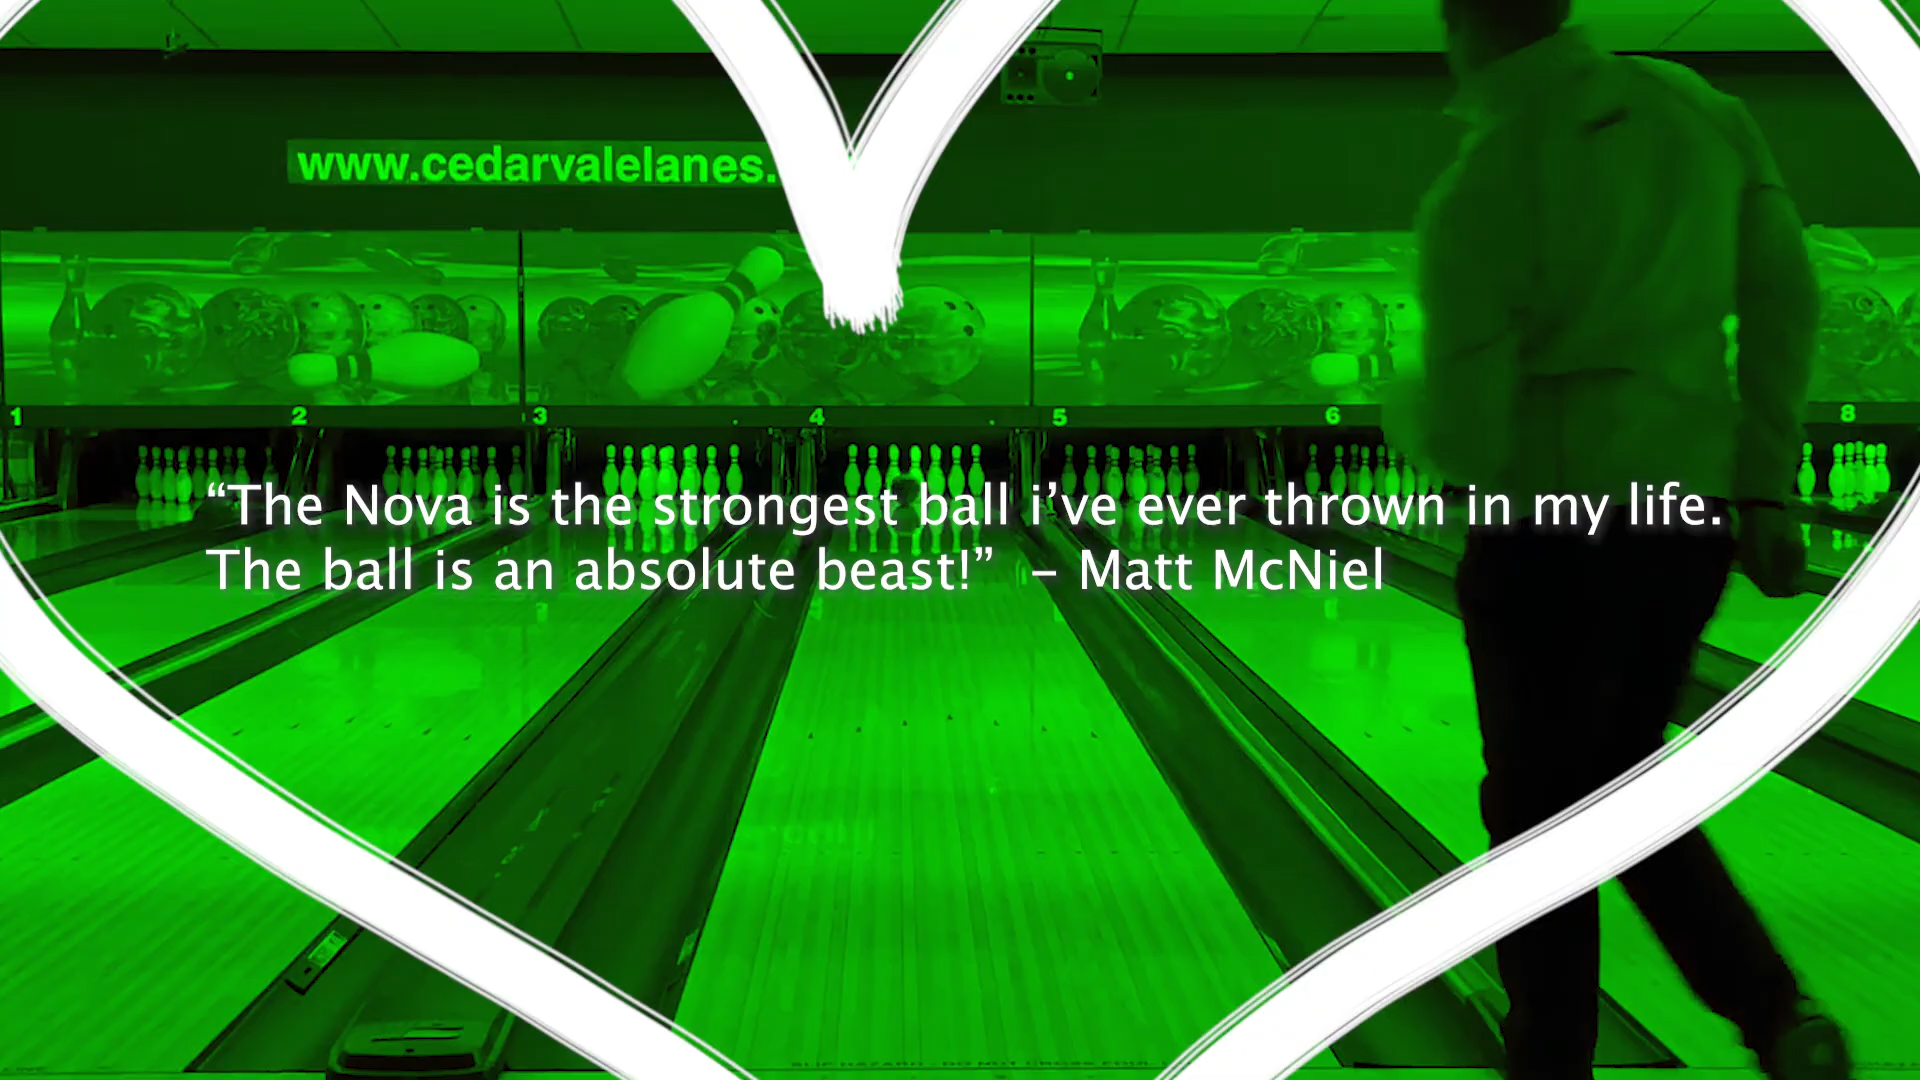 www.cedarvalelanes.
1 2 3 4 5 6 8
“The Nova is the strongest ball i’ve ever thrown in my life.
The ball is an absolute beast!” – Matt McNiel